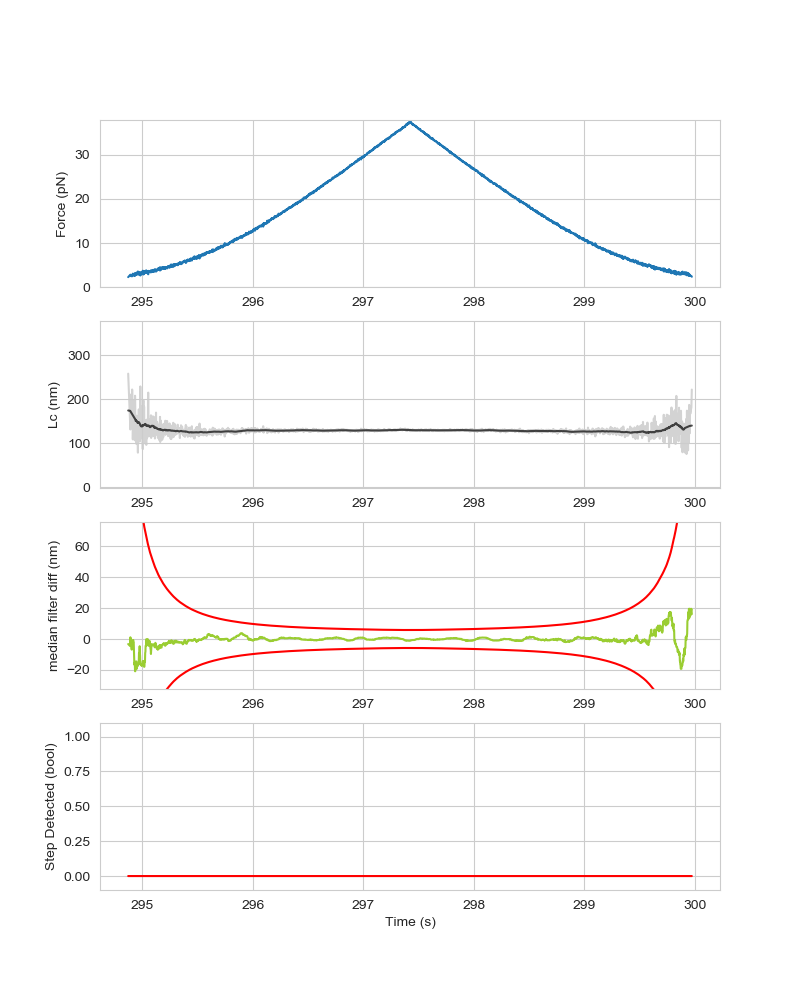 30
20
10
0
Force (pN)
295 296 297 298 299 300
300
200
100
0
Lc (nm)
295 296 297 298 299 300
60
40
20
0
−20
median filter diff (nm)
295 296 297 298 299 300
1.00
0.75
0.50
0.25
0.00
Step Detected (bool)
295 296 297 298 299 300
Time (s)